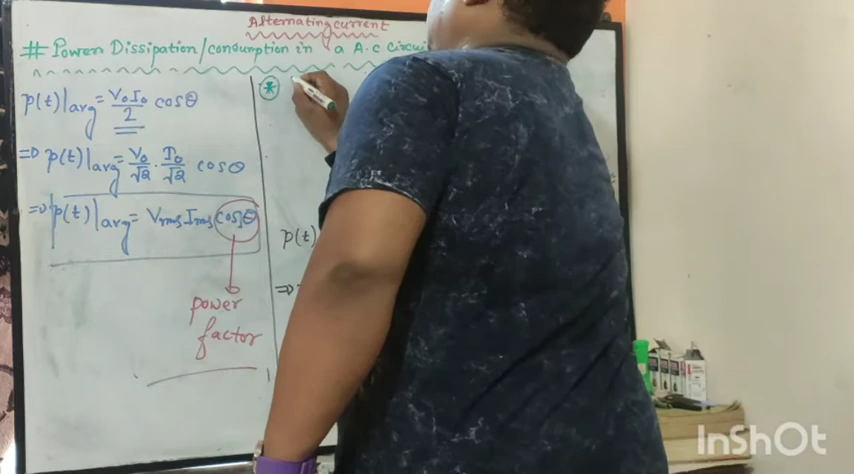 Alternating current
# Power Dissipation/consumption in a A.c Circui
p(t)|avg = V0I0/2 cosθ
⇒ p(t)|avg = V0/√2 . I0/√2 cosθ
⇒ p(t)|avg = Vrms Irms cosθ
power
factor
*
p(t)
⇒
InShOt